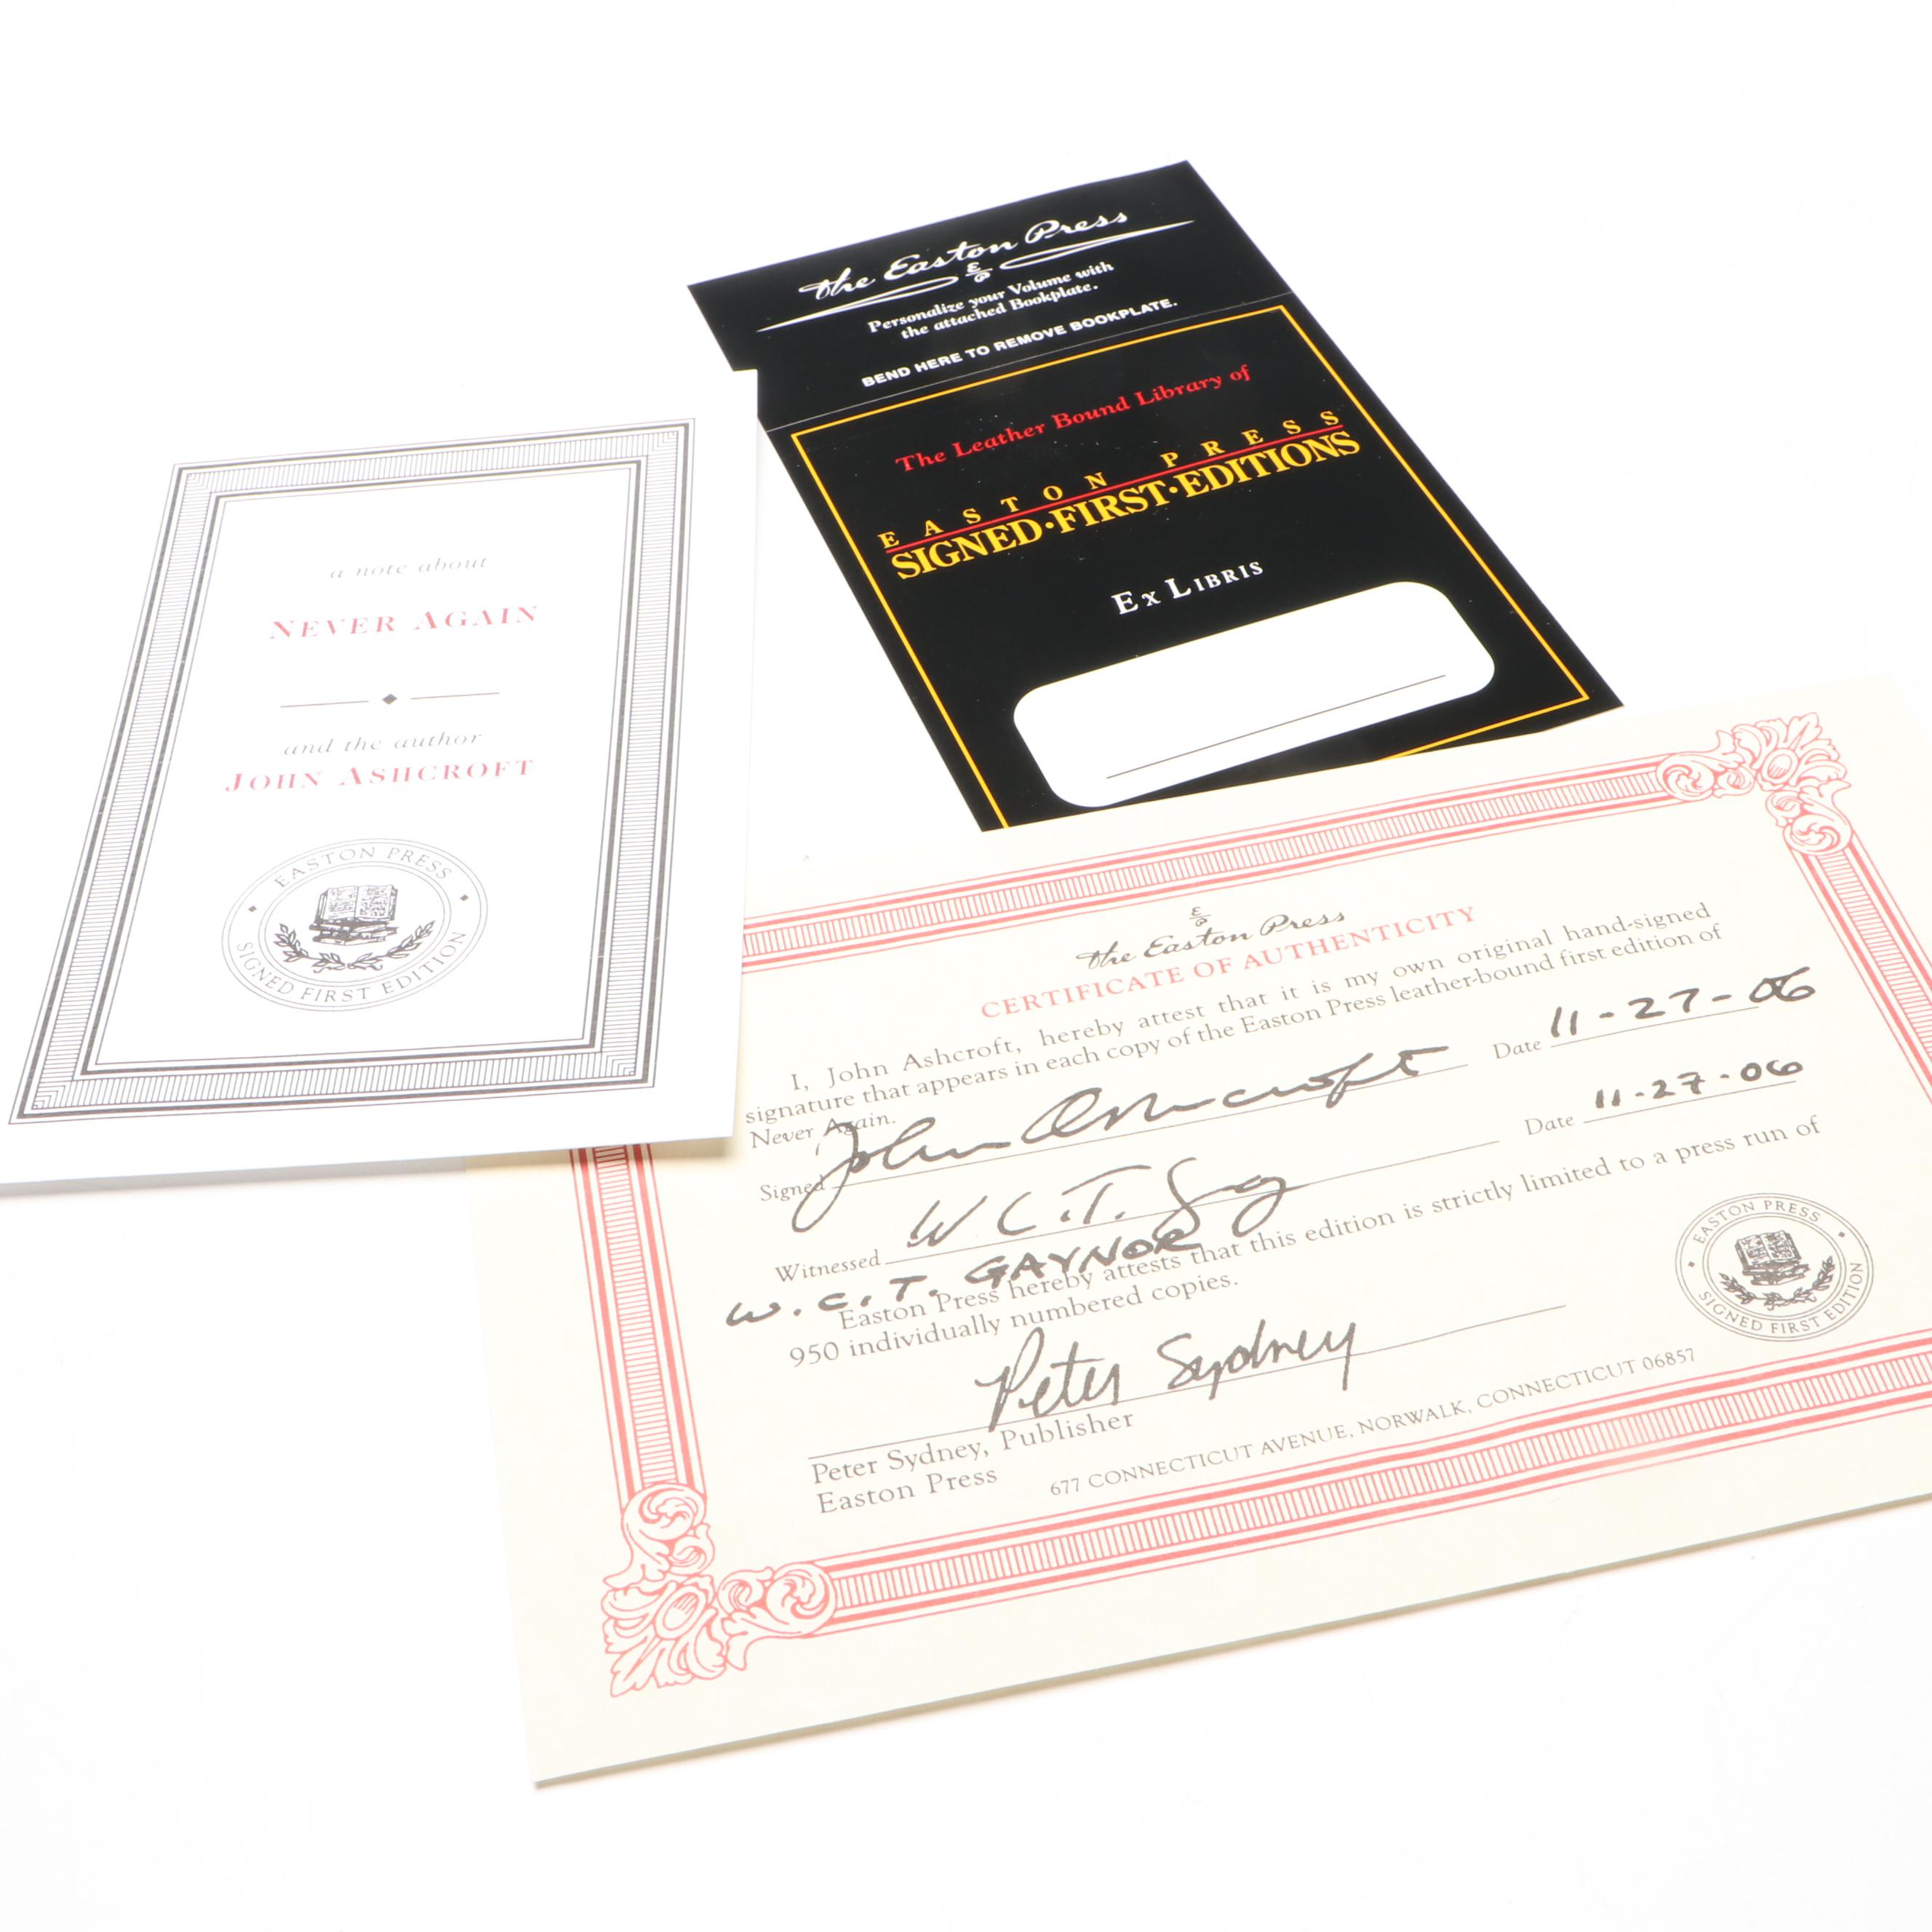 the Easton Press
Personalize your Volume with
the attached Bookplate.
BEND HERE TO REMOVE BOOKPLATE.
The Leather Bound Library of
EASTON PRESS
SIGNED·FIRST·EDITIONS
EX LIBRIS
a note about
NEVER AGAIN
and the author
JOHN ASHCROFT
EASTON PRESS
SIGNED FIRST EDITION
the Easton Press
CERTIFICATE OF AUTHENTICITY
I, John Ashcroft, hereby attest that it is my own original hand-signed
signature that appears in each copy of the Easton Press leather-bound first edition of
Never Again.
Signed John Ashcroft Date 11-27-06
Witnessed W C.T. Date 11-27-06
W.C.T. GAYNOR
Easton Press hereby attests that this edition is strictly limited to a press run of
950 individually numbered copies.
Peter Sydney
Peter Sydney, Publisher
Easton Press
677 CONNECTICUT AVENUE, NORWALK, CONNECTICUT 06857
EASTON PRESS
SIGNED FIRST EDITION